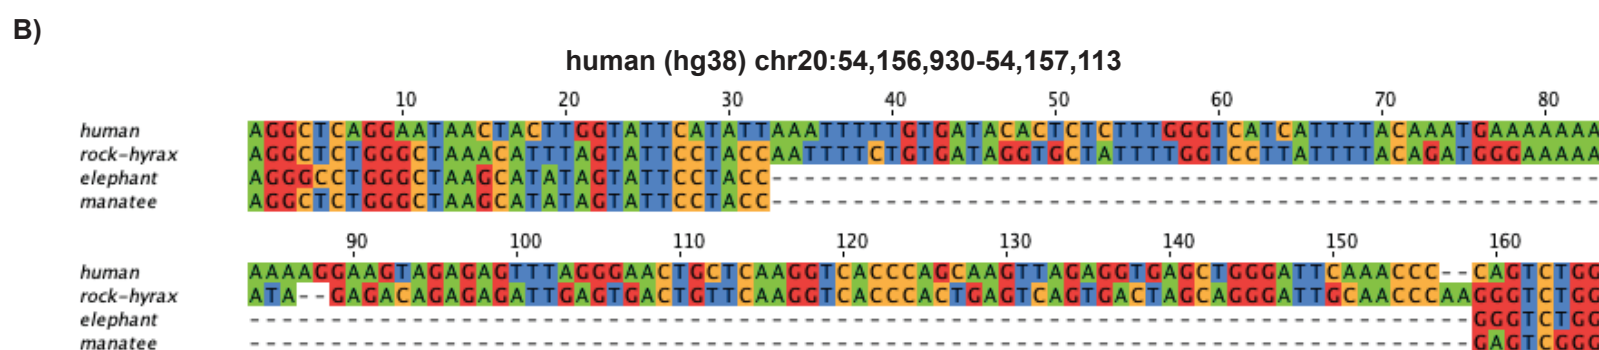 B)
human (hg38) chr20:54,156,930-54,157,113
10 20 30 40 50 60 70 80
human AGGCTCAGGAATAACTACTTGGTATTCATATTAAATTTTTGTGATACACTCTCTTTGGGTCATCATTTTACAAATGAAAAAAA
rock-hyrax AGGCTCTGGGCTAAACATTTAGTATTCCTACCAATTTTCTGTGATAGGTGCTATTTTGGTCCTTATTTTACAGATGGGAAAAA
elephant AGGGCCTGGGCTAAGCATATAGTATTCCTACC---------------------------------------------------
manatee AGGCTCTGGGCTAAGCATATAGTATTCCTACC---------------------------------------------------
90 100 110 120 130 140 150 160
human AAAAGGAAGTAGAGAGTTTAGGGAACTGCTCAAGGTCACCCAGCAAGTTAGAGGTGAGCTGGGATTCAAACCC--CAGTCTGG
rock-hyrax ATA--GAGACAGAGAGATTGAGTGACTGTTCAAGGTCACCCACTGAGTCAGTGACTAGCAGGGATTGCAACCCAAGGGTCTGG
elephant ---------------------------------------------------------------------------GGGTCTGG
manatee ---------------------------------------------------------------------------GAGTCGGG